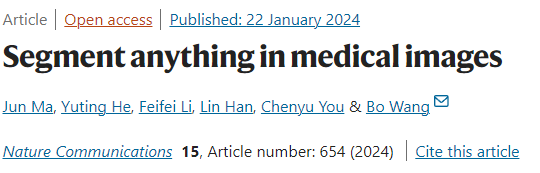 Article | Open access | Published: 22 January 2024
Segment anything in medical images
Jun Ma, Yuting He, Feifei Li, Lin Han, Chenyu You & Bo Wang
Nature Communications 15, Article number: 654 (2024) | Cite this article